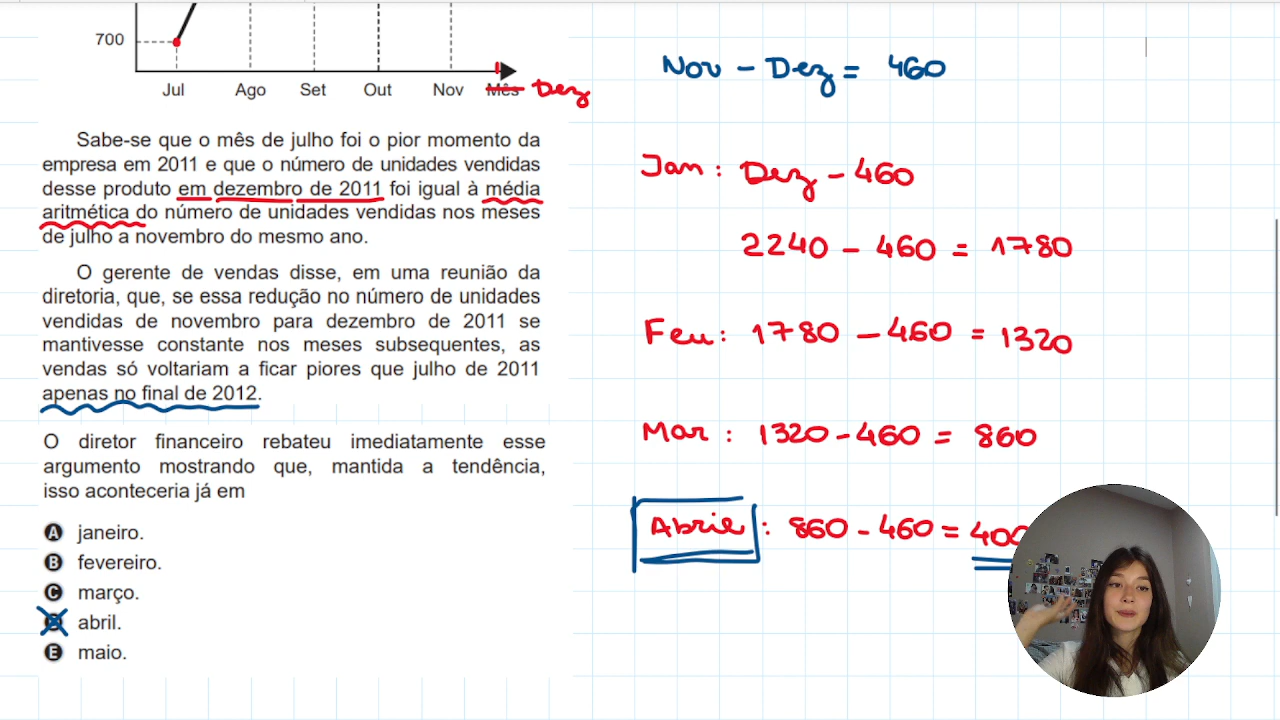 700
Jul Ago Set Out Nov Mês Dez
Nov - Dez = 460
Sabe-se que o mês de julho foi o pior momento da
empresa em 2011 e que o número de unidades vendidas
desse produto em dezembro de 2011 foi igual à média
aritmética do número de unidades vendidas nos meses
de julho a novembro do mesmo ano.
O gerente de vendas disse, em uma reunião da
diretoria, que, se essa redução no número de unidades
vendidas de novembro para dezembro de 2011 se
mantivesse constante nos meses subsequentes, as
vendas só voltariam a ficar piores que julho de 2011
apenas no final de 2012.
O diretor financeiro rebateu imediatamente esse
argumento mostrando que, mantida a tendência,
isso aconteceria já em
A janeiro.
B fevereiro.
C março.
abril.
E maio.
Jan : Dez - 460
2240 - 460 = 1780
Feu : 1780 - 460 = 1320
Mar : 1320 - 460 = 860
Abril : 860 - 460 = 400